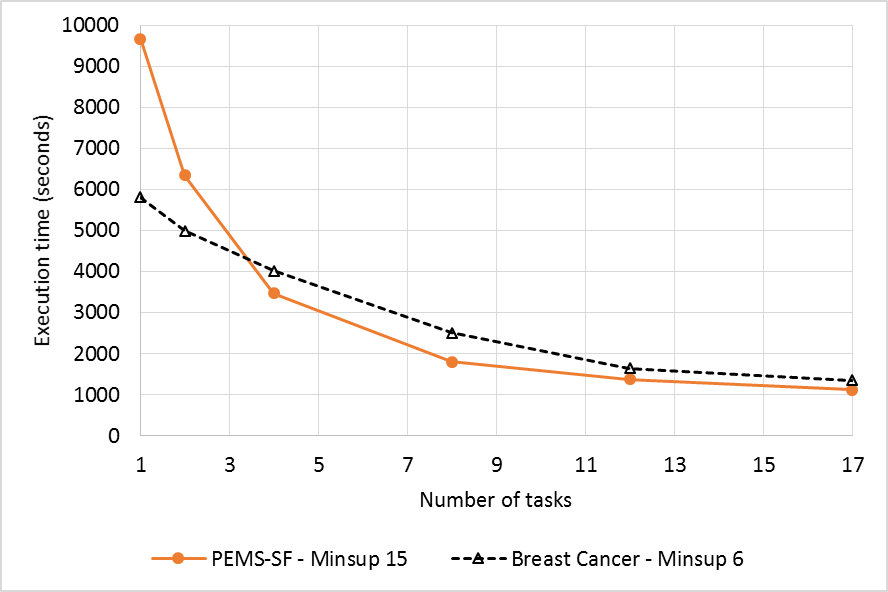 10000
9000
8000
7000
6000
5000
4000
3000
2000
1000
0
Execution time (seconds)
1 3 5 7 9 11 13 15 17
Number of tasks
PEMS-SF - Minsup 15 Breast Cancer - Minsup 6